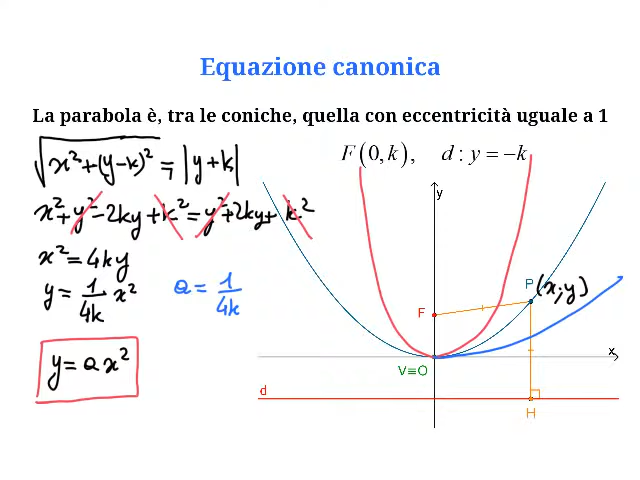 Equazione canonica
La parabola è, tra le coniche, quella con eccentricità uguale a 1
√x²+(y-k)² = |y+k|
F(0,k), d : y = −k
x²+y²-2ky+k²=y²+2ky+k²
x²=4ky
y = 1/4k x²
a = 1/4k
y = a x²
y
P (x;y)
F
x
V≡O
d
H